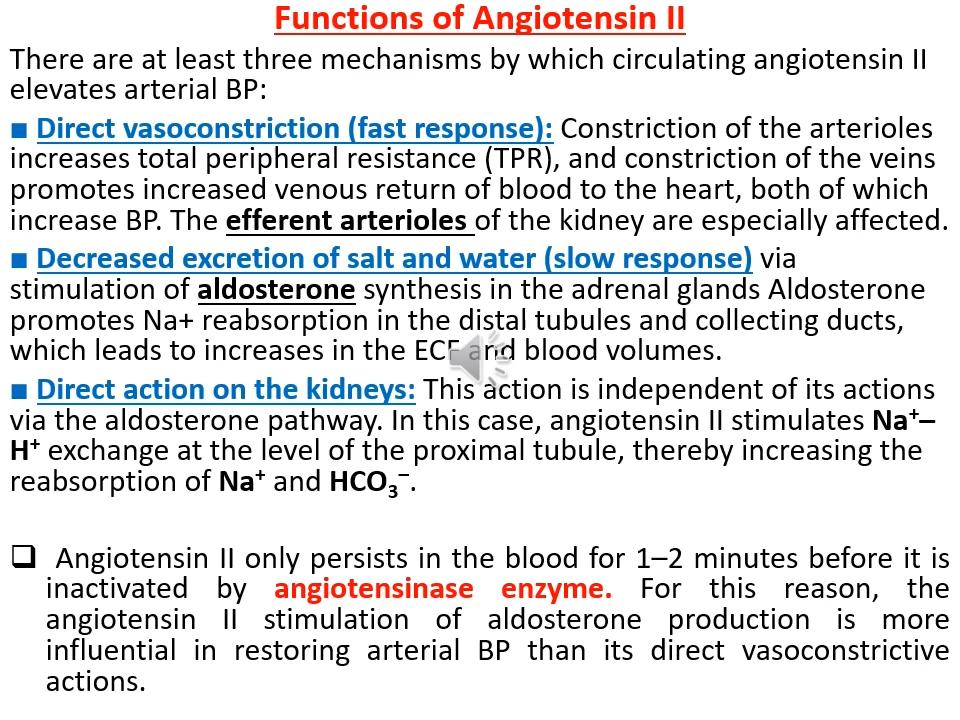 Functions of Angiotensin II
There are at least three mechanisms by which circulating angiotensin II
elevates arterial BP:
■ Direct vasoconstriction (fast response): Constriction of the arterioles
increases total peripheral resistance (TPR), and constriction of the veins
promotes increased venous return of blood to the heart, both of which
increase BP. The efferent arterioles of the kidney are especially affected.
■ Decreased excretion of salt and water (slow response) via
stimulation of aldosterone synthesis in the adrenal glands Aldosterone
promotes Na+ reabsorption in the distal tubules and collecting ducts,
which leads to increases in the ECF and blood volumes.
■ Direct action on the kidneys: This action is independent of its actions
via the aldosterone pathway. In this case, angiotensin II stimulates Na⁺–
H⁺ exchange at the level of the proximal tubule, thereby increasing the
reabsorption of Na⁺ and HCO₃⁻.
❑ Angiotensin II only persists in the blood for 1–2 minutes before it is
inactivated by angiotensinase enzyme. For this reason, the
angiotensin II stimulation of aldosterone production is more
influential in restoring arterial BP than its direct vasoconstrictive
actions.